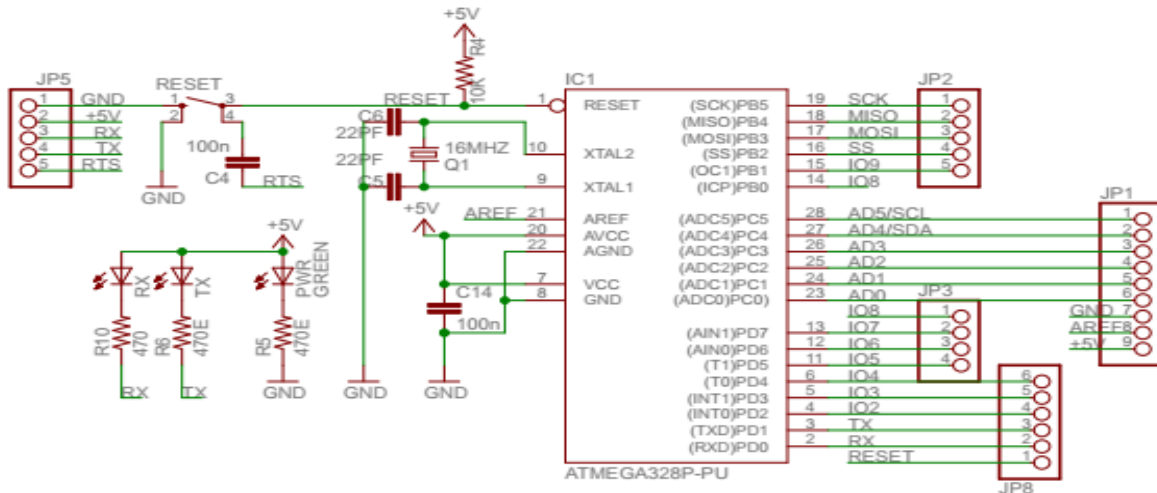 +5V
R4
10K
JP5
1 GND
2 +5V
3 RX
4 TX
5 RTS
RESET
1 3
2 4
100n
C4
RTS
GND
RESET
C6
22PF
22PF
C5
16MHZ
Q1
+5V
AREF
C14
100n
GND
GND
+5V
RX
TX
PWR
GREEN
R10
470
R6
470E
R5
470E
RX
TX
GND
IC1
1 RESET
10 XTAL2
9 XTAL1
21 AREF
20 AVCC
22 AGND
7 VCC
8 GND
(SCK)PB5 19 SCK
(MISO)PB4 18 MISO
(MOSI)PB3 17 MOSI
(SS)PB2 16 SS
(OC1)PB1 15 IO9
(ICP)PB0 14 IO8
(ADC5)PC5 28 AD5/SCL
(ADC4)PC4 27 AD4/SDA
(ADC3)PC3 26 AD3
(ADC2)PC2 25 AD2
(ADC1)PC1 24 AD1
(ADC0)PC0) 23 AD0
IO8
(AIN1)PD7 13 IO7
(AIN0)PD6 12 IO6
(T1)PD5 11 IO5
(T0)PD4 6 IO4
(INT1)PD3 5 IO3
(INT0)PD2 4 IO2
(TXD)PD1 3 TX
(RXD)PD0 2 RX
RESET
ATMEGA328P-PU
JP2
1
2
3
4
5
JP1
1
2
3
4
5
6
GND 7
AREF 8
+5V 9
JP3
1
2
3
4
6
5
4
3
2
1
JP8